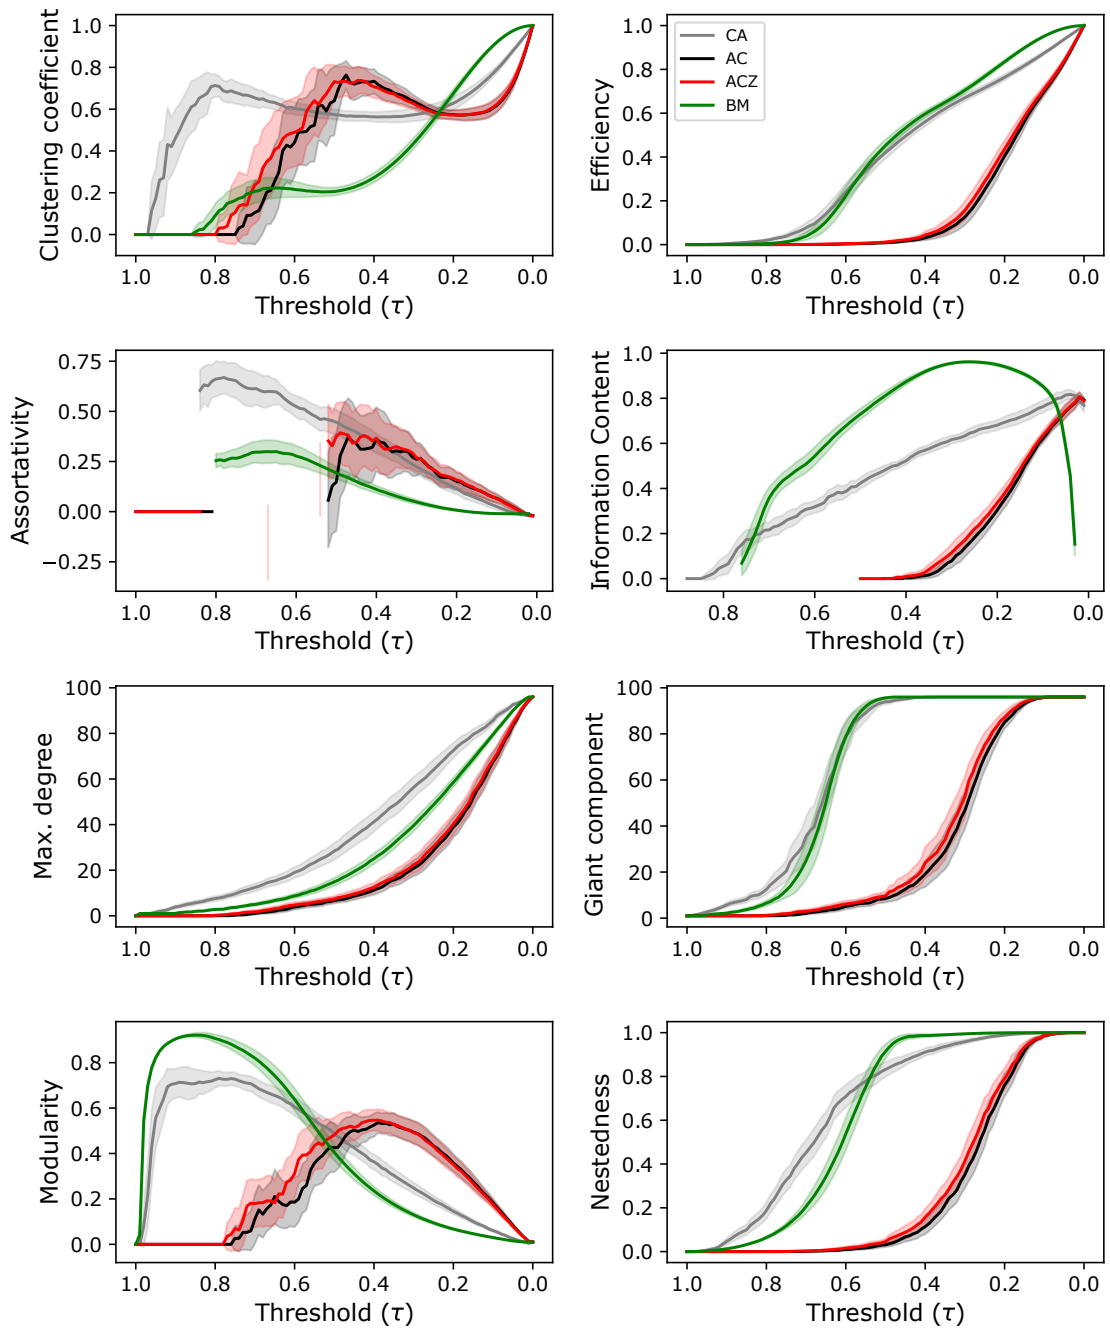 Clustering coefficient
1.0
0.8
0.6
0.4
0.2
0.0
1.0 0.8 0.6 0.4 0.2 0.0
Threshold (τ)
Efficiency
1.0
0.8
0.6
0.4
0.2
0.0
CA
AC
ACZ
BM
1.0 0.8 0.6 0.4 0.2 0.0
Threshold (τ)
Assortativity
0.75
0.50
0.25
0.00
−0.25
1.0 0.8 0.6 0.4 0.2 0.0
Threshold (τ)
Information Content
1.0
0.8
0.6
0.4
0.2
0.0
0.8 0.6 0.4 0.2 0.0
Threshold (τ)
Max. degree
100
80
60
40
20
0
1.0 0.8 0.6 0.4 0.2 0.0
Threshold (τ)
Giant component
100
80
60
40
20
0
1.0 0.8 0.6 0.4 0.2 0.0
Threshold (τ)
Modularity
0.8
0.6
0.4
0.2
0.0
1.0 0.8 0.6 0.4 0.2 0.0
Threshold (τ)
Nestedness
1.0
0.8
0.6
0.4
0.2
0.0
1.0 0.8 0.6 0.4 0.2 0.0
Threshold (τ)